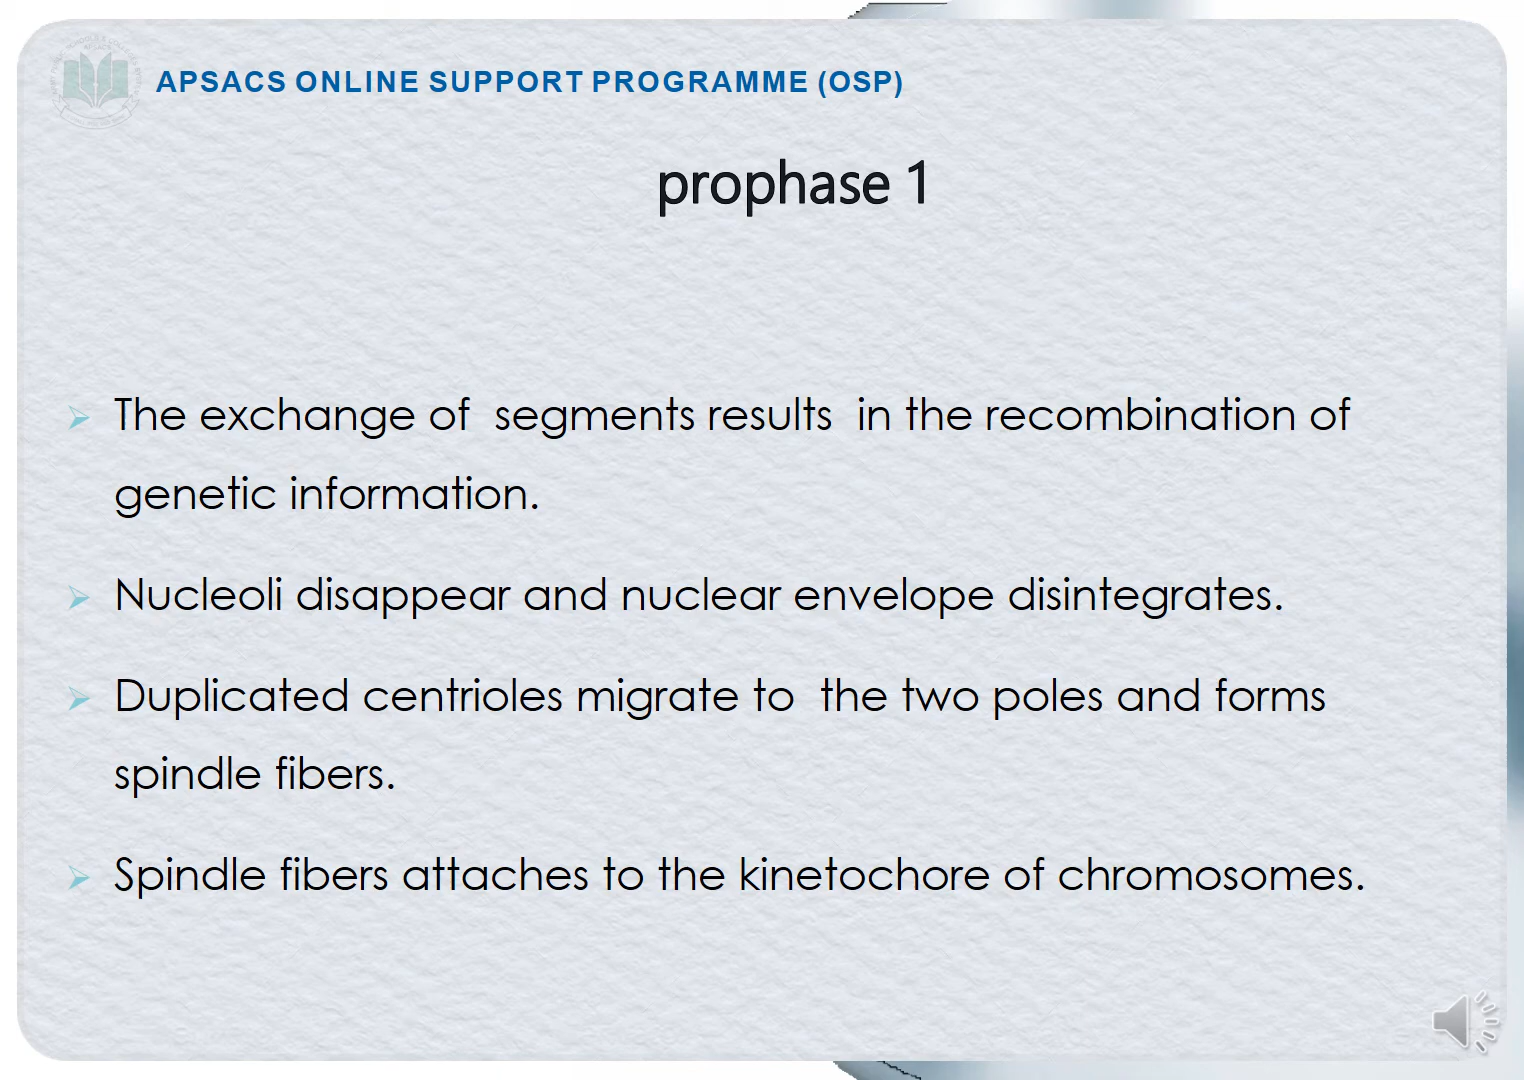 APSACS ONLINE SUPPORT PROGRAMME (OSP)
prophase 1
The exchange of  segments results  in the recombination of
genetic information.
Nucleoli disappear and nuclear envelope disintegrates.
Duplicated centrioles migrate to  the two poles and forms
spindle fibers.
Spindle fibers attaches to the kinetochore of chromosomes.